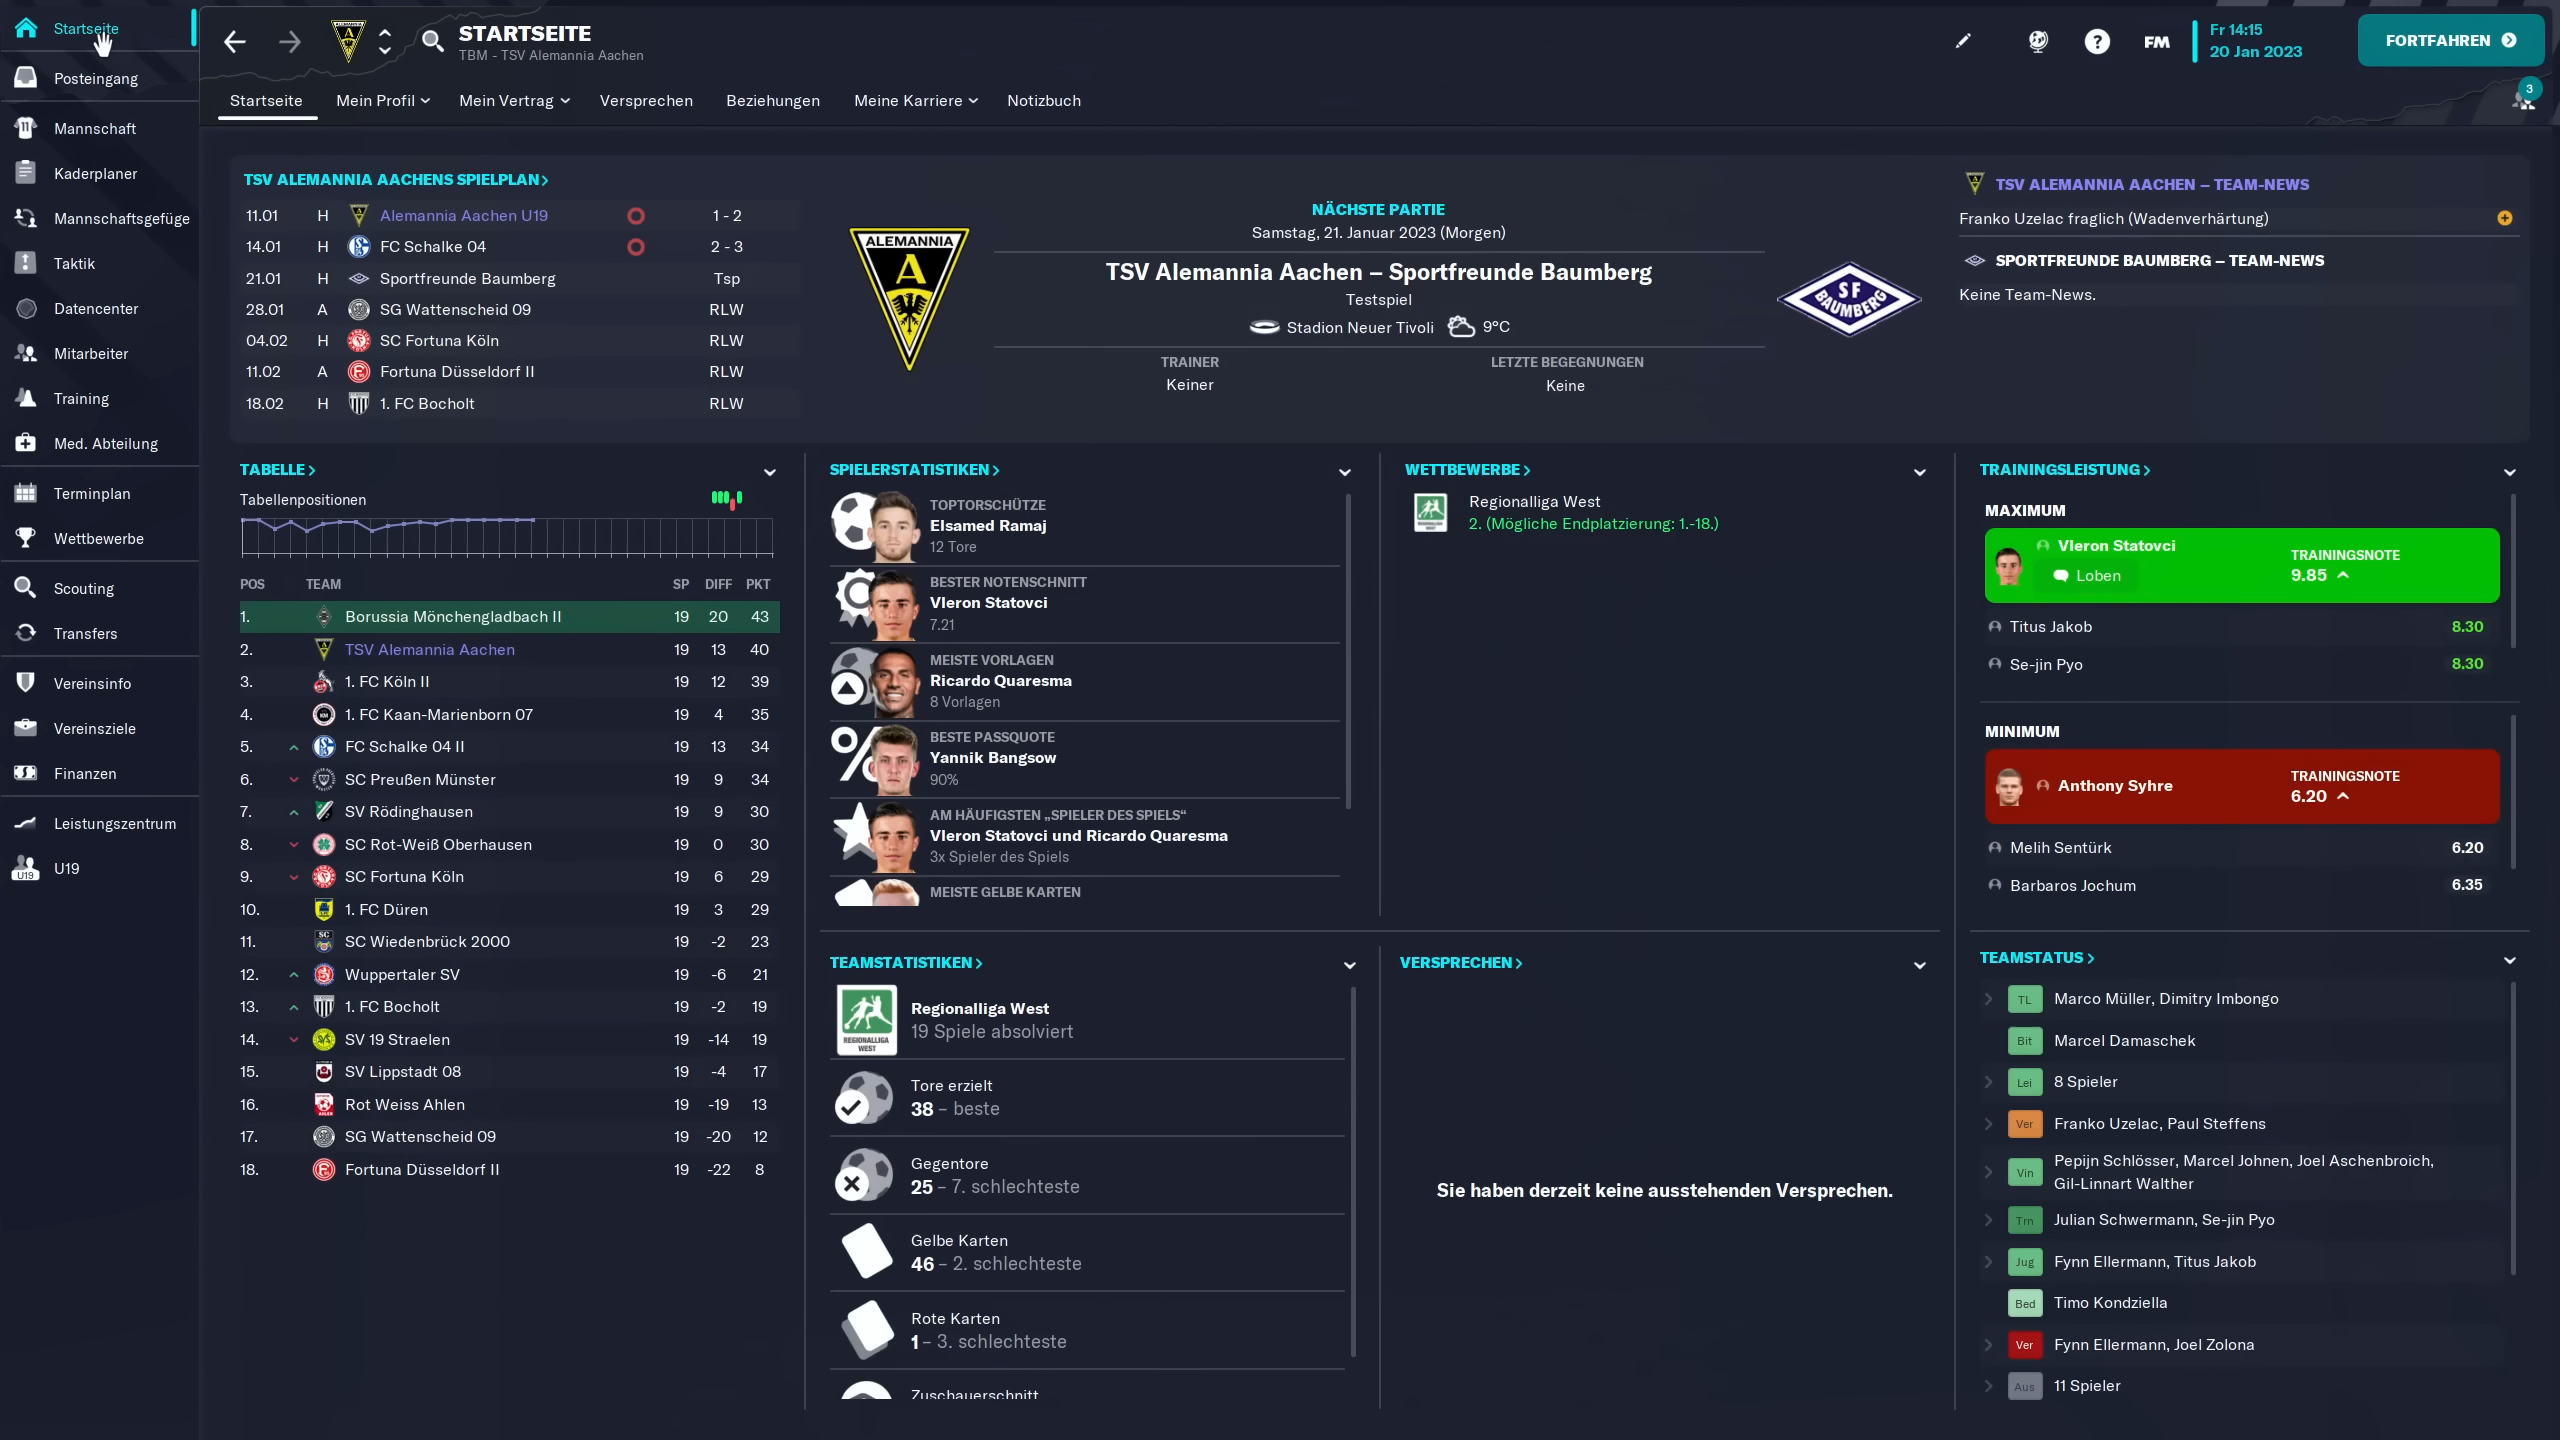 Startseite
Posteingang
Mannschaft
Kaderplaner
Mannschaftsgefüge
Taktik
Datencenter
Mitarbeiter
Training
Med. Abteilung
Terminplan
Wettbewerbe
Scouting
Transfers
Vereinsinfo
Vereinsziele
Finanzen
Leistungszentrum
U19
STARTSEITE
TBM - TSV Alemannia Aachen
FM
Fr 14:15
20 Jan 2023
FORTFAHREN
3
Startseite Mein Profil Mein Vertrag Versprechen Beziehungen Meine Karriere Notizbuch
TSV ALEMANNIA AACHENS SPIELPLAN
11.01 H Alemannia Aachen U19 1 - 2
14.01 H FC Schalke 04 2 - 3
21.01 H Sportfreunde Baumberg Tsp
28.01 A SG Wattenscheid 09 RLW
04.02 H SC Fortuna Köln RLW
11.02 A Fortuna Düsseldorf II RLW
18.02 H 1. FC Bocholt RLW
ALEMANNIA
A
NÄCHSTE PARTIE
Samstag, 21. Januar 2023 (Morgen)
TSV Alemannia Aachen – Sportfreunde Baumberg
Testspiel
Stadion Neuer Tivoli 9°C
TRAINER LETZTE BEGEGNUNGEN
Keiner Keine
SF
BAUMBERG
TSV ALEMANNIA AACHEN – TEAM-NEWS
Franko Uzelac fraglich (Wadenverhärtung)
SPORTFREUNDE BAUMBERG – TEAM-NEWS
Keine Team-News.
TABELLE
Tabellenpositionen
POS TEAM SP DIFF PKT
1. Borussia Mönchengladbach II 19 20 43
2. TSV Alemannia Aachen 19 13 40
3. 1. FC Köln II 19 12 39
4. 1. FC Kaan-Marienborn 07 19 4 35
5. FC Schalke 04 II 19 13 34
6. SC Preußen Münster 19 9 34
7. SV Rödinghausen 19 9 30
8. SC Rot-Weiß Oberhausen 19 0 30
9. SC Fortuna Köln 19 6 29
10. 1. FC Düren 19 3 29
11. SC Wiedenbrück 2000 19 -2 23
12. Wuppertaler SV 19 -6 21
13. 1. FC Bocholt 19 -2 19
14. SV 19 Straelen 19 -14 19
15. SV Lippstadt 08 19 -4 17
16. Rot Weiss Ahlen 19 -19 13
17. SG Wattenscheid 09 19 -20 12
18. Fortuna Düsseldorf II 19 -22 8
SPIELERSTATISTIKEN
TOPTORSCHÜTZE
Elsamed Ramaj
12 Tore
BESTER NOTENSCHNITT
Vleron Statovci
7.21
MEISTE VORLAGEN
Ricardo Quaresma
8 Vorlagen
BESTE PASSQUOTE
Yannik Bangsow
90%
AM HÄUFIGSTEN „SPIELER DES SPIELS“
Vleron Statovci und Ricardo Quaresma
3x Spieler des Spiels
MEISTE GELBE KARTEN
WETTBEWERBE
Regionalliga West
2. (Mögliche Endplatzierung: 1.-18.)
TRAININGSLEISTUNG
MAXIMUM
Vleron Statovci
Loben
TRAININGSNOTE
9.85
Titus Jakob 8.30
Se-jin Pyo 8.30
MINIMUM
Anthony Syhre
TRAININGSNOTE
6.20
Melih Sentürk 6.20
Barbaros Jochum 6.35
TEAMSTATISTIKEN
REGIONALLIGA
WEST
Regionalliga West
19 Spiele absolviert
Tore erzielt
38 – beste
Gegentore
25 – 7. schlechteste
Gelbe Karten
46 – 2. schlechteste
Rote Karten
1 – 3. schlechteste
Zuschauerschnitt
VERSPRECHEN
Sie haben derzeit keine ausstehenden Versprechen.
TEAMSTATUS
TL Marco Müller, Dimitry Imbongo
Bit Marcel Damaschek
Lei 8 Spieler
Ver Franko Uzelac, Paul Steffens
Vin Pepijn Schlösser, Marcel Johnen, Joel Aschenbroich,
Gil-Linnart Walther
Trn Julian Schwermann, Se-jin Pyo
Jug Fynn Ellermann, Titus Jakob
Bed Timo Kondziella
Ver Fynn Ellermann, Joel Zolona
Aus 11 Spieler